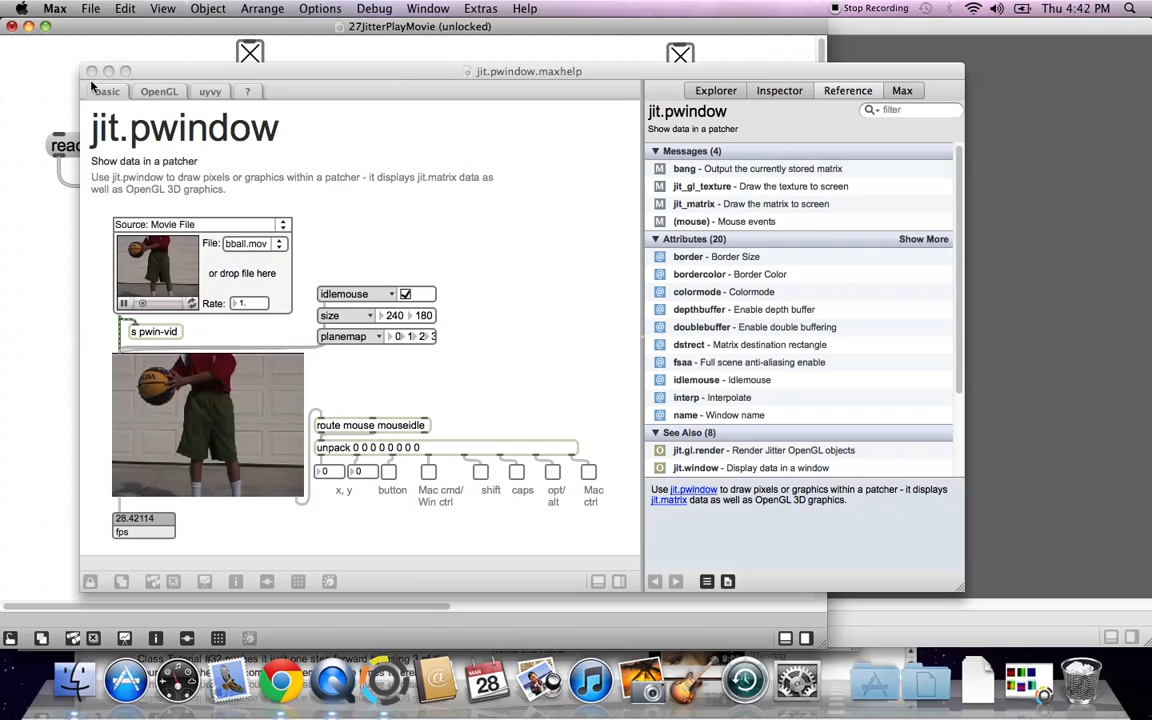 Max File Edit View Object Arrange Options Debug Window Extras Help Stop Recording Thu 4:42 PM
27JitterPlayMovie (unlocked)
jit.pwindow.maxhelp
basic OpenGL uyvy ?
Explorer Inspector Reference Max
jit.pwindow
Show data in a patcher
Use jit.pwindow to draw pixels or graphics within a patcher - it displays jit.matrix data as
well as OpenGL 3D graphics.
Source: Movie File
File: bball.mov
or drop file here
Rate: 1.
s pwin-vid
idlemouse
size 240 180
planemap 0 1 2 3
route mouse mouseidle
unpack 0 0 0 0 0 0 0 0
0 0
x, y button Mac cmd/ shift caps opt/ Mac
Win ctrl alt ctrl
28.42114
fps
jit.pwindow
filter
Show data in a patcher
Messages (4)
M bang - Output the currently stored matrix
M jit_gl_texture - Draw the texture to screen
M jit_matrix - Draw the matrix to screen
M (mouse) - Mouse events
Attributes (20) Show More
@ border - Border Size
@ bordercolor - Border Color
@ colormode - Colormode
@ depthbuffer - Enable depth buffer
@ doublebuffer - Enable double buffering
@ dstrect - Matrix destination rectangle
@ fsaa - Full scene anti-aliasing enable
@ idlemouse - Idlemouse
@ interp - Interpolate
@ name - Window name
See Also (8)
O jit.gl.render - Render Jitter OpenGL objects
O jit.window - Display data in a window
Use jit.pwindow to draw pixels or graphics within a patcher - it displays
jit.matrix data as well as OpenGL 3D graphics.
MAR
28